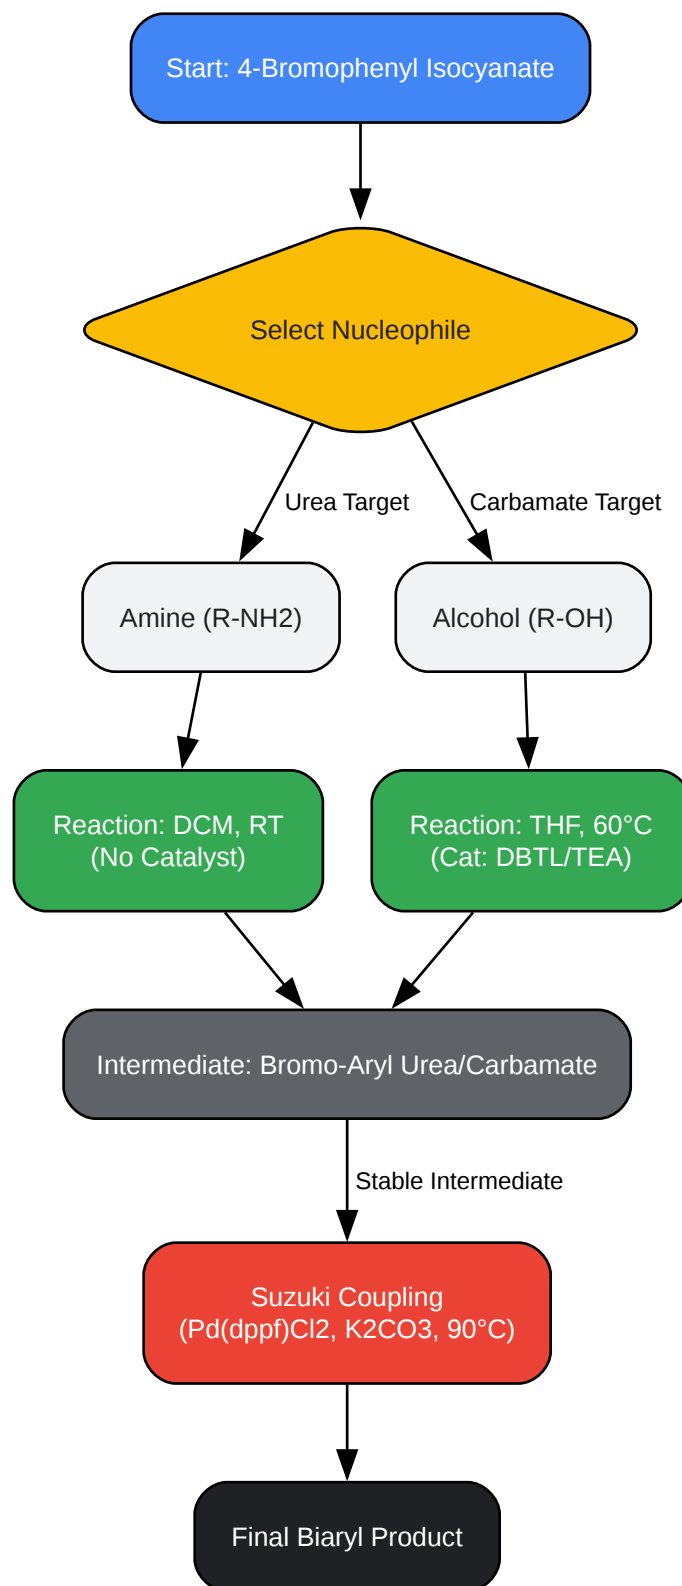 Start: 4-Bromophenyl Isocyanate
Select Nucleophile
Urea Target
Carbamate Target
Amine (R-NH2)
Alcohol (R-OH)
Reaction: DCM, RT
(No Catalyst)
Reaction: THF, 60°C
(Cat: DBTL/TEA)
Intermediate: Bromo-Aryl Urea/Carbamate
Stable Intermediate
Suzuki Coupling
(Pd(dppf)Cl2, K2CO3, 90°C)
Final Biaryl Product